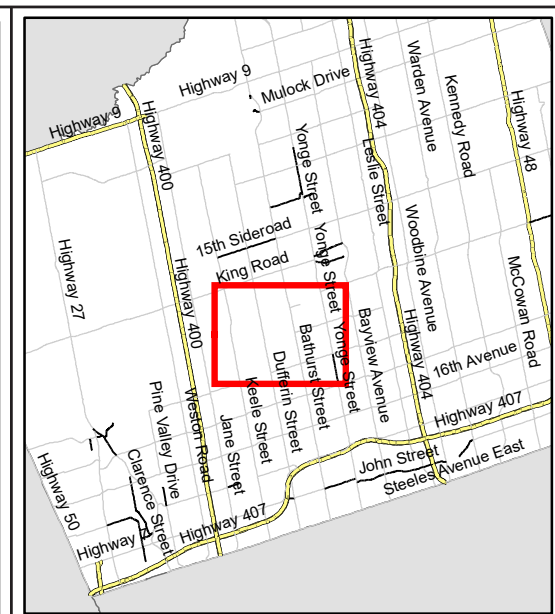 Highway 9
Highway 9
Mulock Drive
Highway 400
Highway 404
Warden Avenue
Kennedy Road
Highway 48
Yonge Street
Leslie Street
15th Sideroad
King Road
Yonge Street
Woodbine Avenue
McCowan Road
Highway 27
Highway 400
Highway 404
Bayview Avenue
Yonge Street
Bathurst Street
Dufferin Street
Keele Street
Jane Street
Weston Road
Pine Valley Drive
Clarence Street
Highway 50
16th Avenue
Highway 407
John Street
Steeles Avenue East
Highway 407
Highway